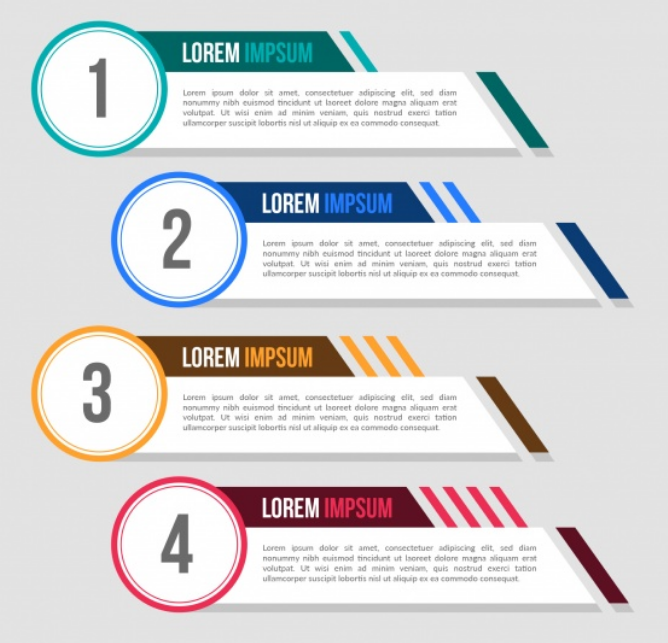 1
LOREM IMPSUM
Lorem ipsum dolor sit amet, consectetuer adipiscing elit, sed diam
nonummy nibh euismod tincidunt ut laoreet dolore magna aliquam erat
volutpat. Ut wisi enim ad minim veniam, quis nostrud exerci tation
ullamcorper suscipit lobortis nisl ut aliquip ex ea commodo consequat.
2
LOREM IMPSUM
Lorem ipsum dolor sit amet, consectetuer adipiscing elit, sed diam
nonummy nibh euismod tincidunt ut laoreet dolore magna aliquam erat
volutpat. Ut wisi enim ad minim veniam, quis nostrud exerci tation
ullamcorper suscipit lobortis nisl ut aliquip ex ea commodo consequat.
3
LOREM IMPSUM
Lorem ipsum dolor sit amet, consectetuer adipiscing elit, sed diam
nonummy nibh euismod tincidunt ut laoreet dolore magna aliquam erat
volutpat. Ut wisi enim ad minim veniam, quis nostrud exerci tation
ullamcorper suscipit lobortis nisl ut aliquip ex ea commodo consequat.
4
LOREM IMPSUM
Lorem ipsum dolor sit amet, consectetuer adipiscing elit, sed diam
nonummy nibh euismod tincidunt ut laoreet dolore magna aliquam erat
volutpat. Ut wisi enim ad minim veniam, quis nostrud exerci tation
ullamcorper suscipit lobortis nisl ut aliquip ex ea commodo consequat.